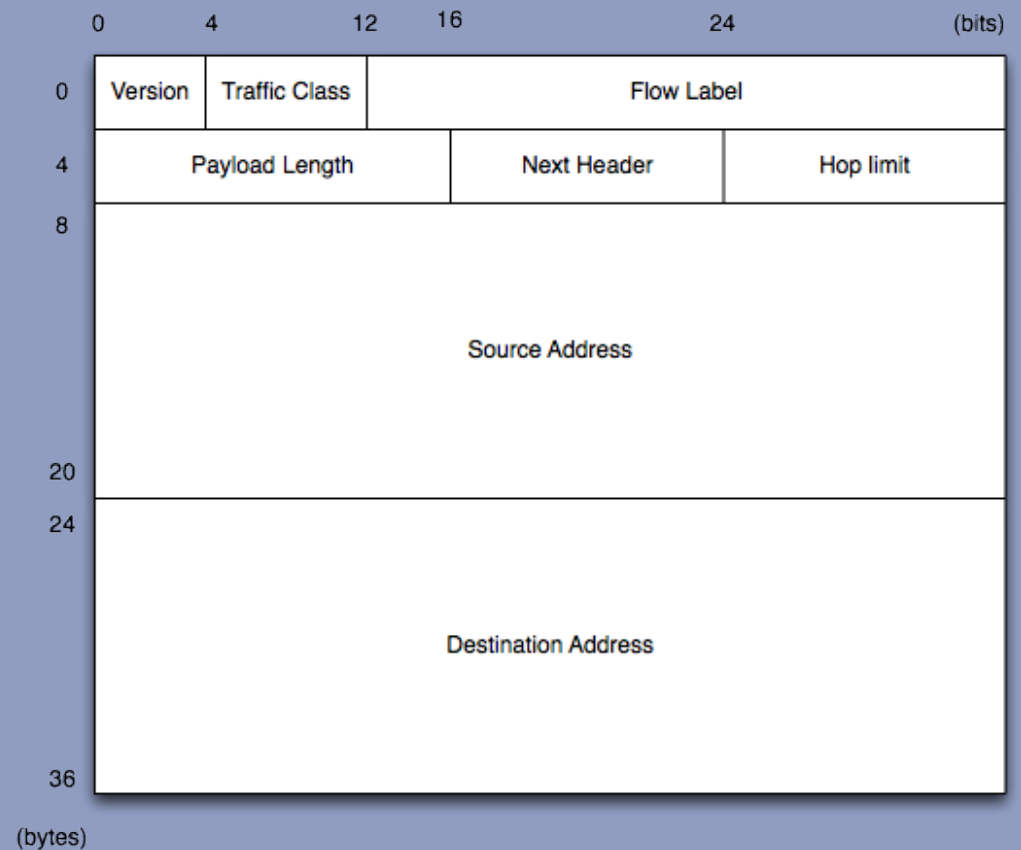 0 4 12 16 24 (bits)
0 Version Traffic Class Flow Label
4 Payload Length Next Header Hop limit
8
Source Address
20
24
Destination Address
36
(bytes)